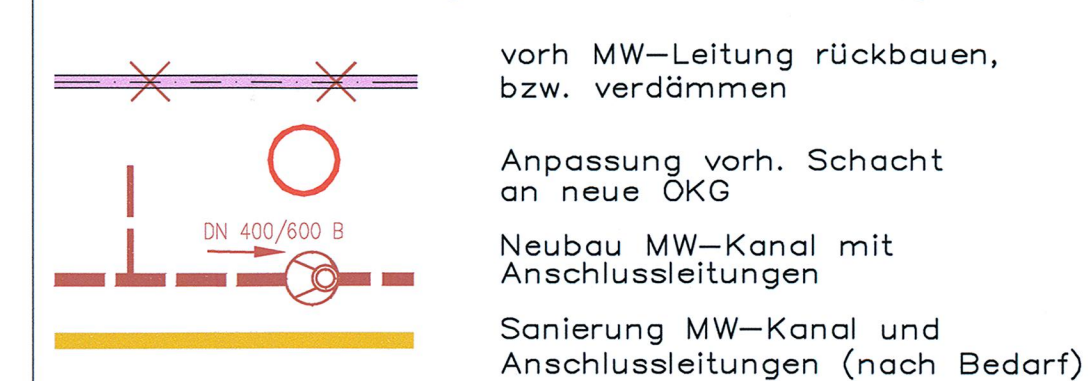 vorh MW-Leitung rückbauen,
bzw. verdämmen
Anpassung vorh. Schacht
an neue OKG
DN 400/600 B
Neubau MW-Kanal mit
Anschlussleitungen
Sanierung MW-Kanal und
Anschlussleitungen (nach Bedarf)